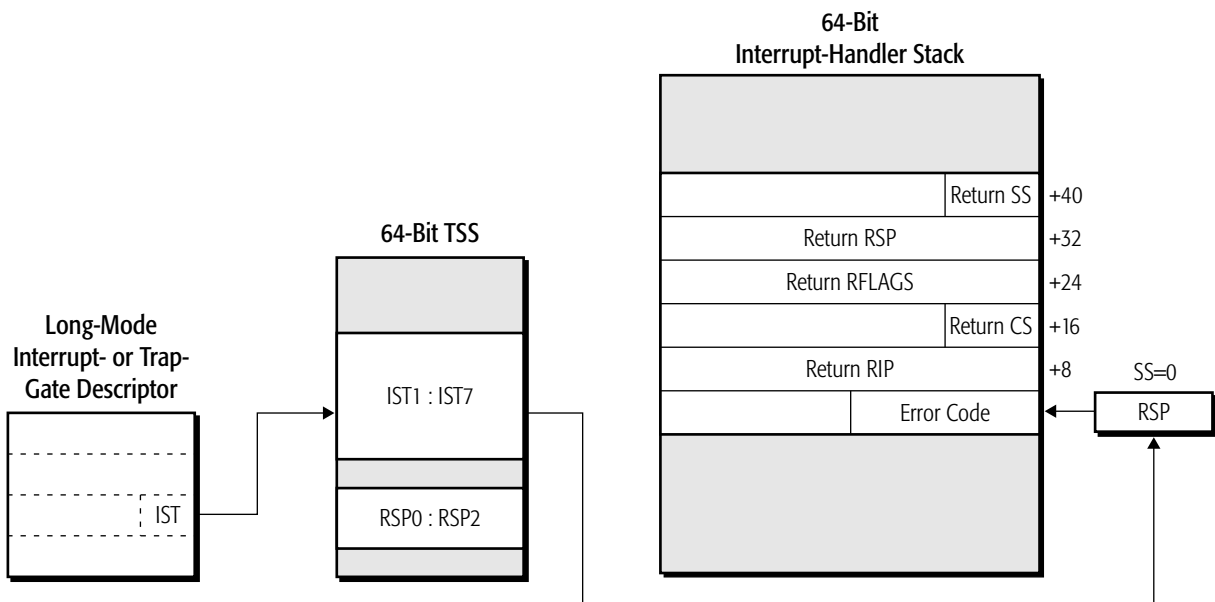 64-Bit
Interrupt-Handler Stack
Return SS
+40
Return RSP
+32
Return RFLAGS
+24
Return CS
+16
Return RIP
+8
Error Code
SS=0
RSP
64-Bit TSS
IST1 : IST7
RSP0 : RSP2
Long-Mode
Interrupt- or Trap-
Gate Descriptor
IST